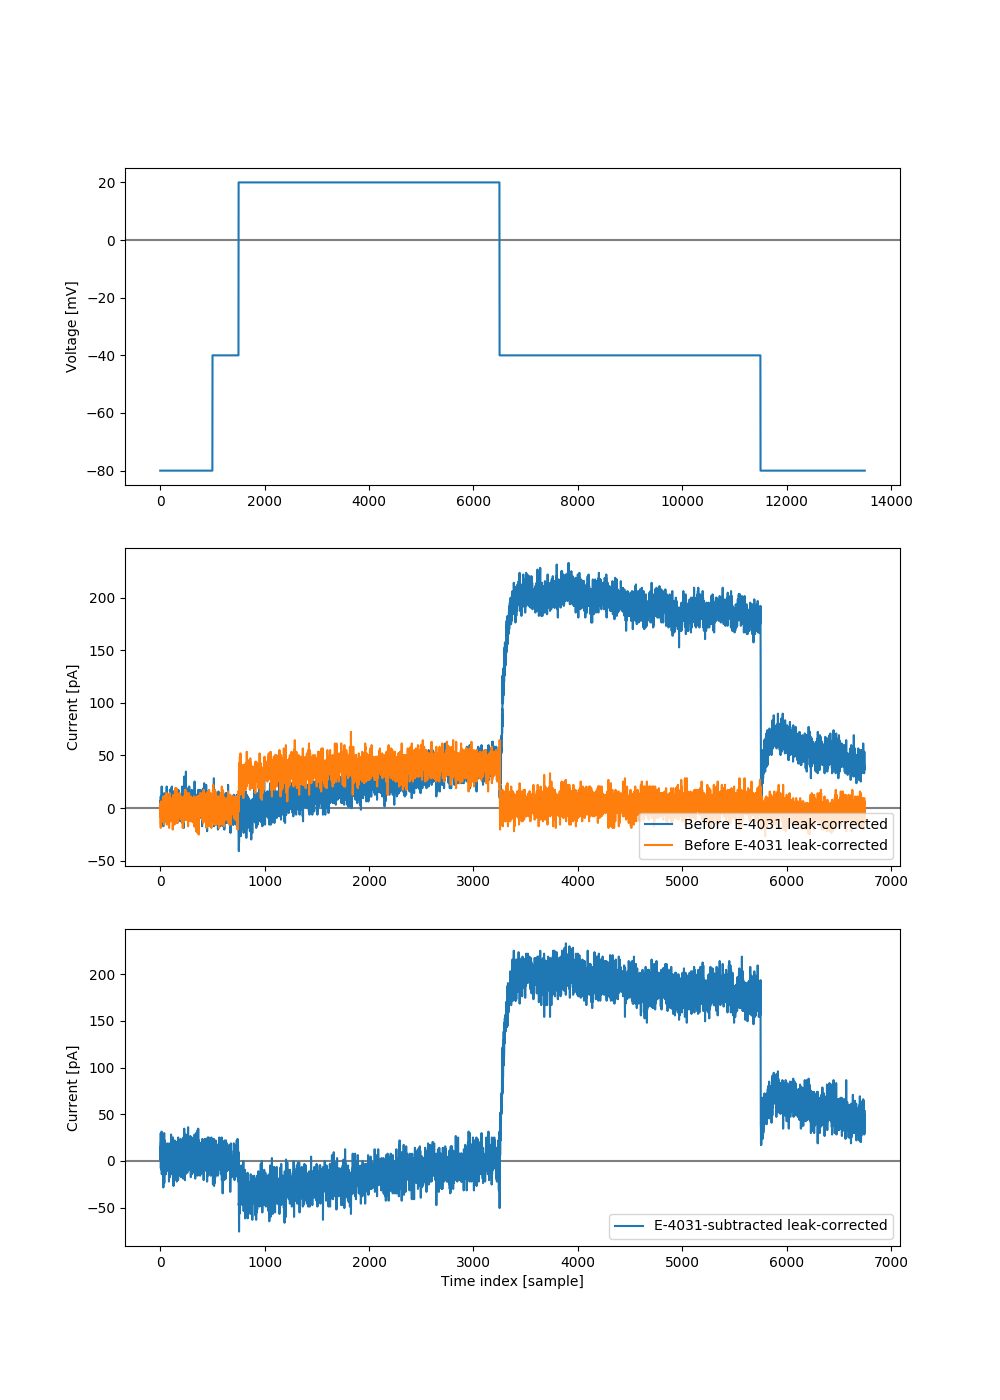 Voltage [mV]
20
0
−20
−40
−60
−80
0 2000 4000 6000 8000 10000 12000 14000
Current [pA]
200
150
100
50
0
−50
Before E-4031 leak-corrected
Before E-4031 leak-corrected
0 1000 2000 3000 4000 5000 6000 7000
Current [pA]
200
150
100
50
0
−50
E-4031-subtracted leak-corrected
0 1000 2000 3000 4000 5000 6000 7000
Time index [sample]